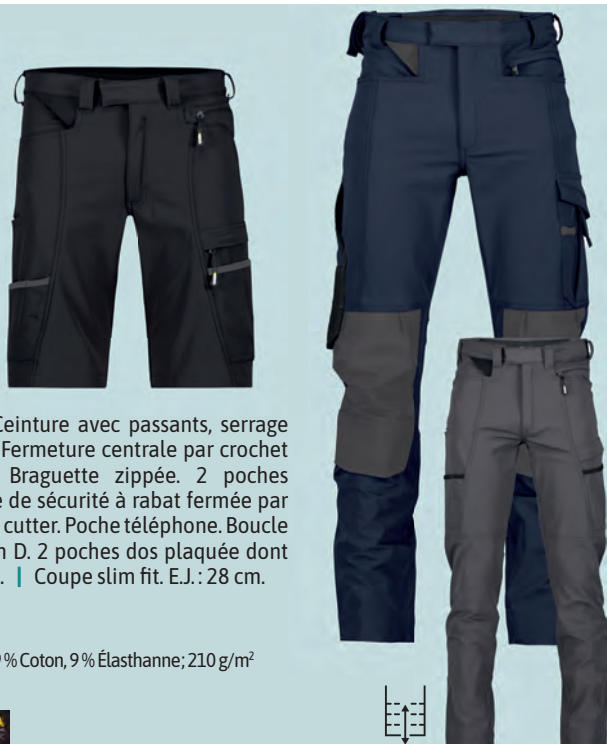 Ceinture avec passants, serrage
Fermeture centrale par crochet
Braguette zippée. 2 poches
de sécurité à rabat fermée par
cutter. Poche téléphone. Boucle
D. 2 poches dos plaquée dont
. | Coupe slim fit. E.J. : 28 cm.
% Coton, 9 % Élasthanne; 210 g/m²